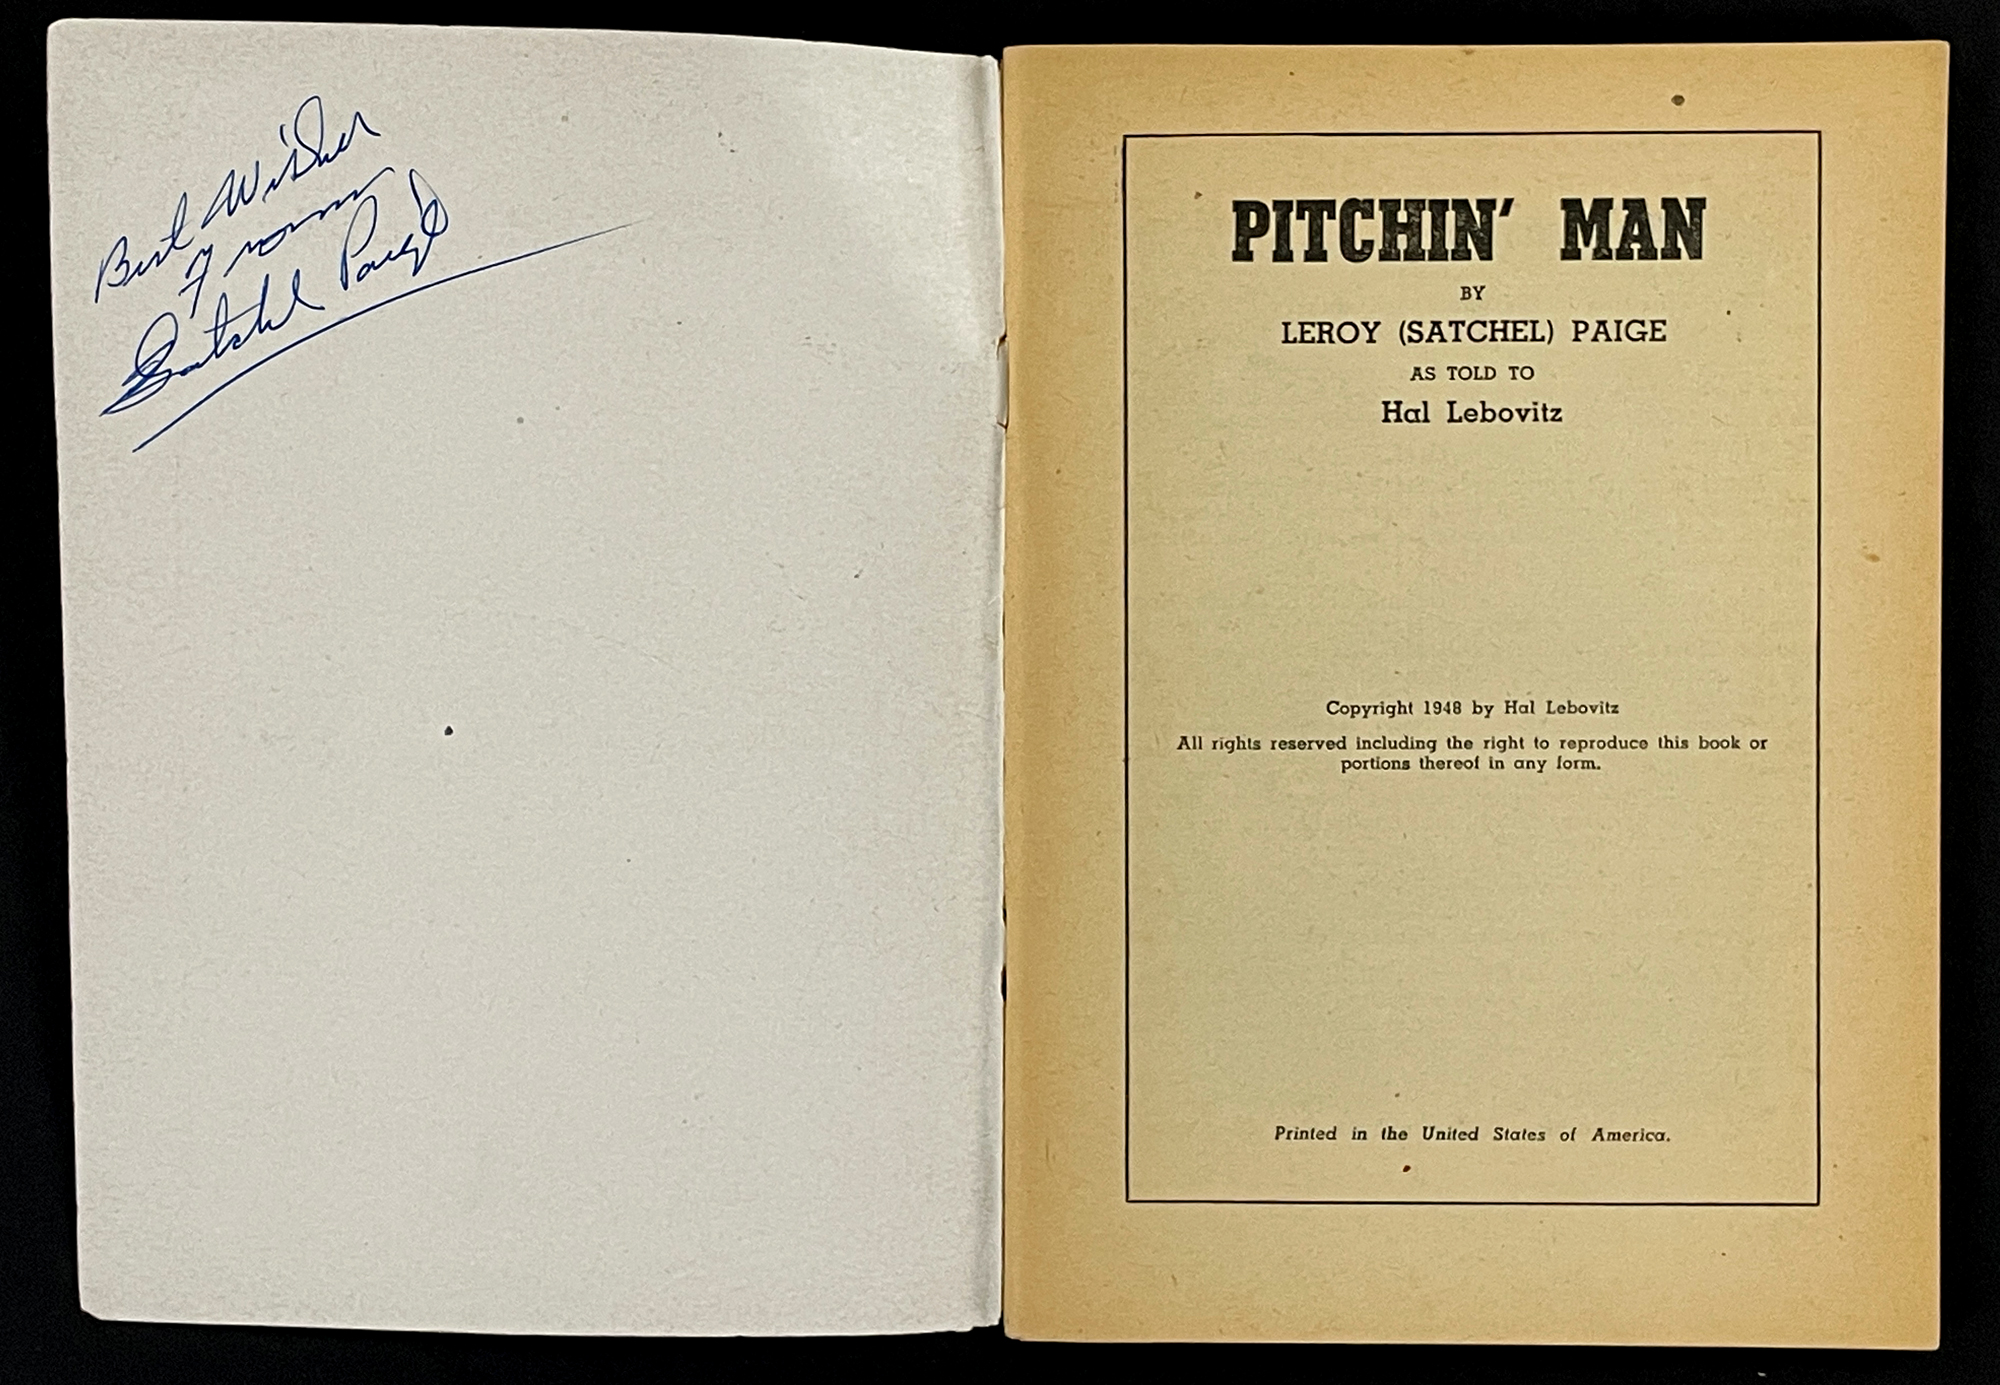 Best Wishes
From
Satchel Paige
PITCHIN' MAN
BY
LEROY (SATCHEL) PAIGE
AS TOLD TO
Hal Lebovitz
Copyright 1948 by Hal Lebovitz
All rights reserved including the right to reproduce this book or
portions thereof in any form.
Printed in the United States of America.